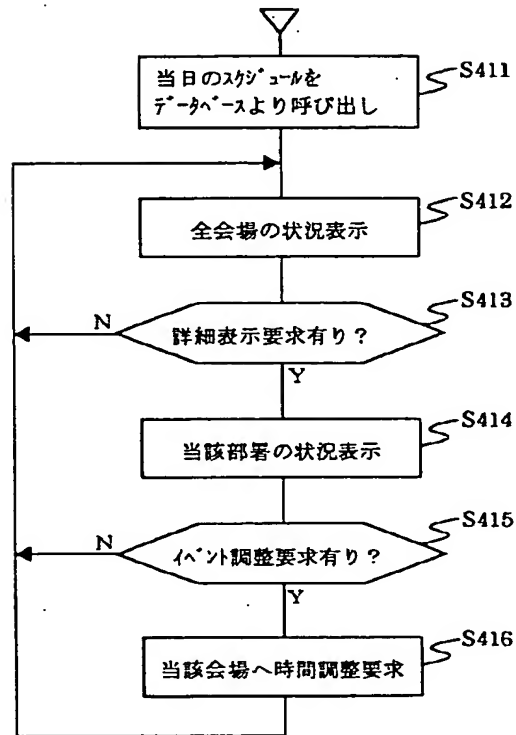 当日のスケジュールを
データベースより呼び出し
S411
全会場の状況表示
S412
詳細表示要求有り？
S413
N
Y
当該部署の状況表示
S414
イベント調整要求有り？
S415
N
Y
当該会場へ時間調整要求
S416